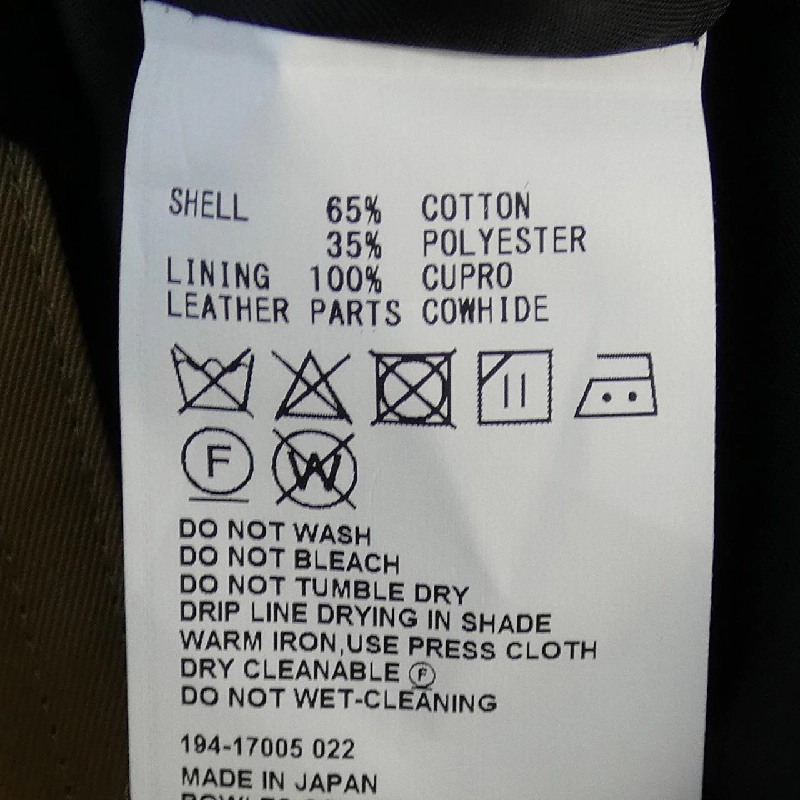 SHELL 65% COTTON
35% POLYESTER
LINING 100% CUPRO
LEATHER PARTS COWHIDE
F W
DO NOT WASH
DO NOT BLEACH
DO NOT TUMBLE DRY
DRIP LINE DRYING IN SHADE
WARM IRON,USE PRESS CLOTH
DRY CLEANABLE Ⓕ
DO NOT WET-CLEANING
194-17005 022
MADE IN JAPAN